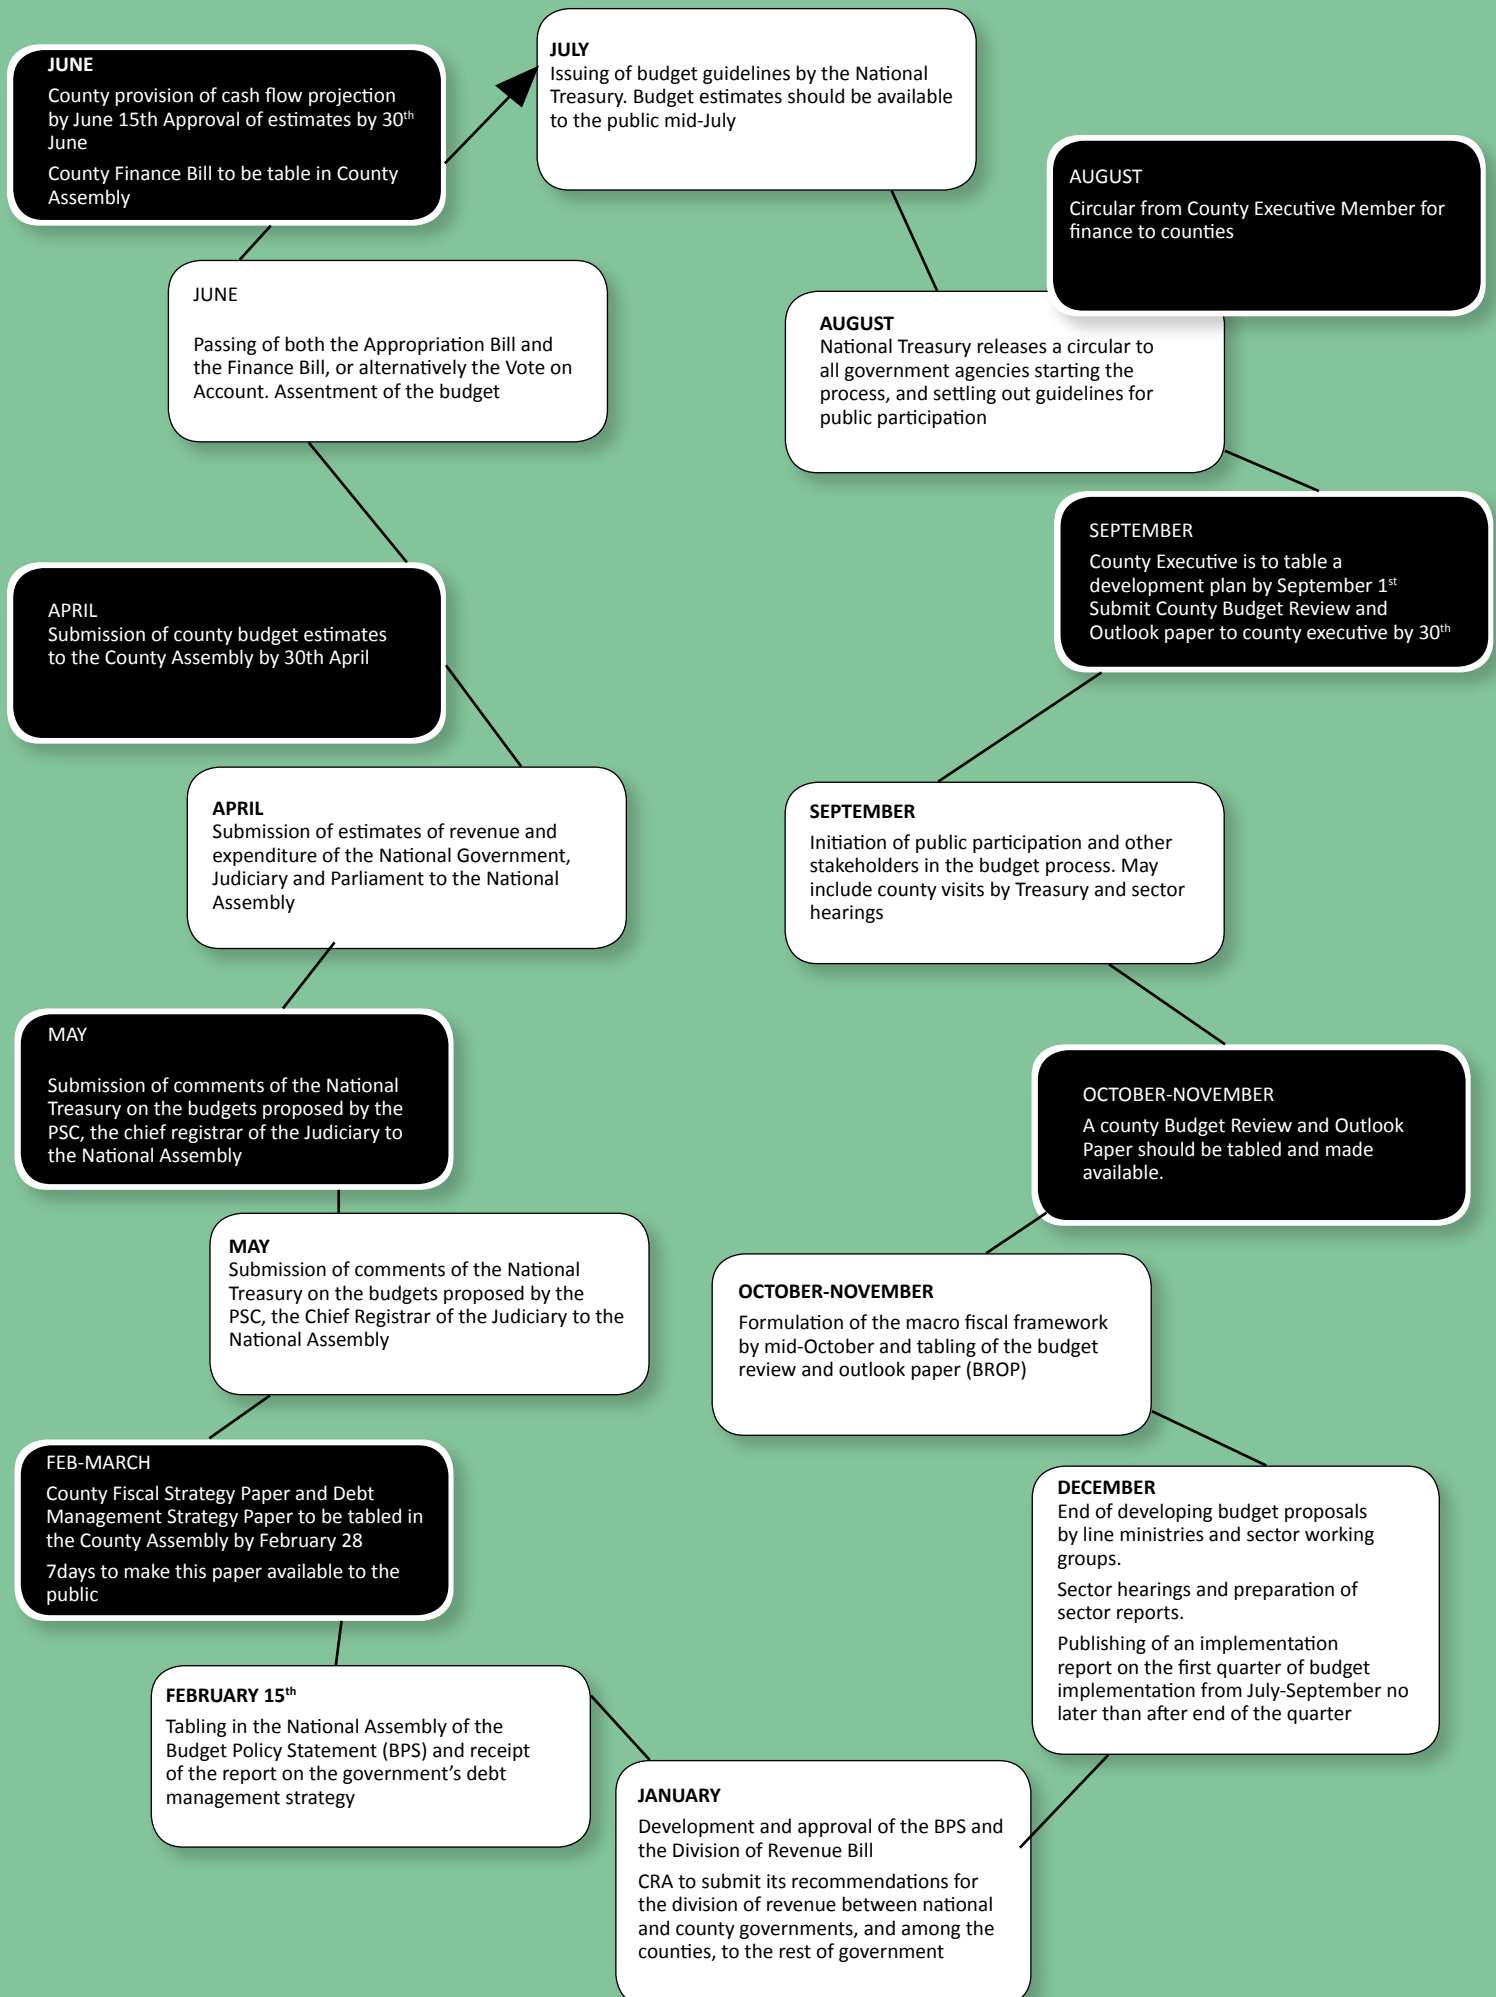 JUNE
County provision of cash flow projection
by June 15th Approval of estimates by 30th
June
County Finance Bill to be table in County
Assembly
JULY
Issuing of budget guidelines by the National
Treasury. Budget estimates should be available
to the public mid-July
AUGUST
Circular from County Executive Member for
finance to counties
JUNE
Passing of both the Appropriation Bill and
the Finance Bill, or alternatively the Vote on
Account. Assentment of the budget
AUGUST
National Treasury releases a circular to
all government agencies starting the
process, and settling out guidelines for
public participation
SEPTEMBER
County Executive is to table a
development plan by September 1st
Submit County Budget Review and
Outlook paper to county executive by 30th
APRIL
Submission of county budget estimates
to the County Assembly by 30th April
APRIL
Submission of estimates of revenue and
expenditure of the National Government,
Judiciary and Parliament to the National
Assembly
SEPTEMBER
Initiation of public participation and other
stakeholders in the budget process. May
include county visits by Treasury and sector
hearings
MAY
Submission of comments of the National
Treasury on the budgets proposed by the
PSC, the chief registrar of the Judiciary to
the National Assembly
OCTOBER-NOVEMBER
A county Budget Review and Outlook
Paper should be tabled and made
available.
MAY
Submission of comments of the National
Treasury on the budgets proposed by the
PSC, the Chief Registrar of the Judiciary to the
National Assembly
OCTOBER-NOVEMBER
Formulation of the macro fiscal framework
by mid-October and tabling of the budget
review and outlook paper (BROP)
FEB-MARCH
County Fiscal Strategy Paper and Debt
Management Strategy Paper to be tabled in
the County Assembly by February 28
7days to make this paper available to the
public
DECEMBER
End of developing budget proposals
by line ministries and sector working
groups.
Sector hearings and preparation of
sector reports.
Publishing of an implementation
report on the first quarter of budget
implementation from July-September no
later than after end of the quarter
FEBRUARY 15th
Tabling in the National Assembly of the
Budget Policy Statement (BPS) and receipt
of the report on the government's debt
management strategy
JANUARY
Development and approval of the BPS and
the Division of Revenue Bill
CRA to submit its recommendations for
the division of revenue between national
and county governments, and among the
counties, to the rest of government